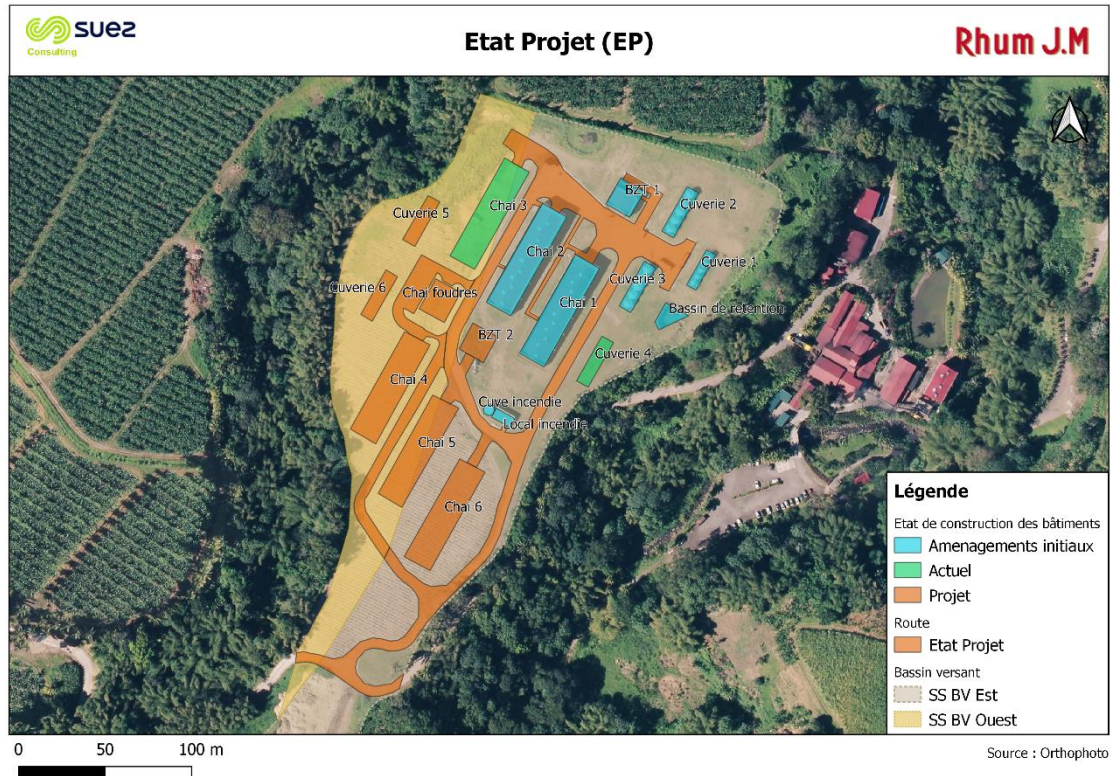 suez
Consulting
Etat Projet (EP)
Rhum J.M
BZT 1
Cuverie 2
Chai 3
Cuverie 5
Chai 2
Cuverie 1
Cuverie 3
Cuverie 6
Chai foudres
Chai 1
Bassin de retention
BZT 2
Cuverie 4
Chai 4
Cuve incendie
Local incendie
Chai 5
Chai 6
Légende
Etat de construction des bâtiments
Amenagements initiaux
Actuel
Projet
Route
Etat Projet
Bassin versant
SS BV Est
SS BV Ouest
0 50 100 m
Source : Orthophoto